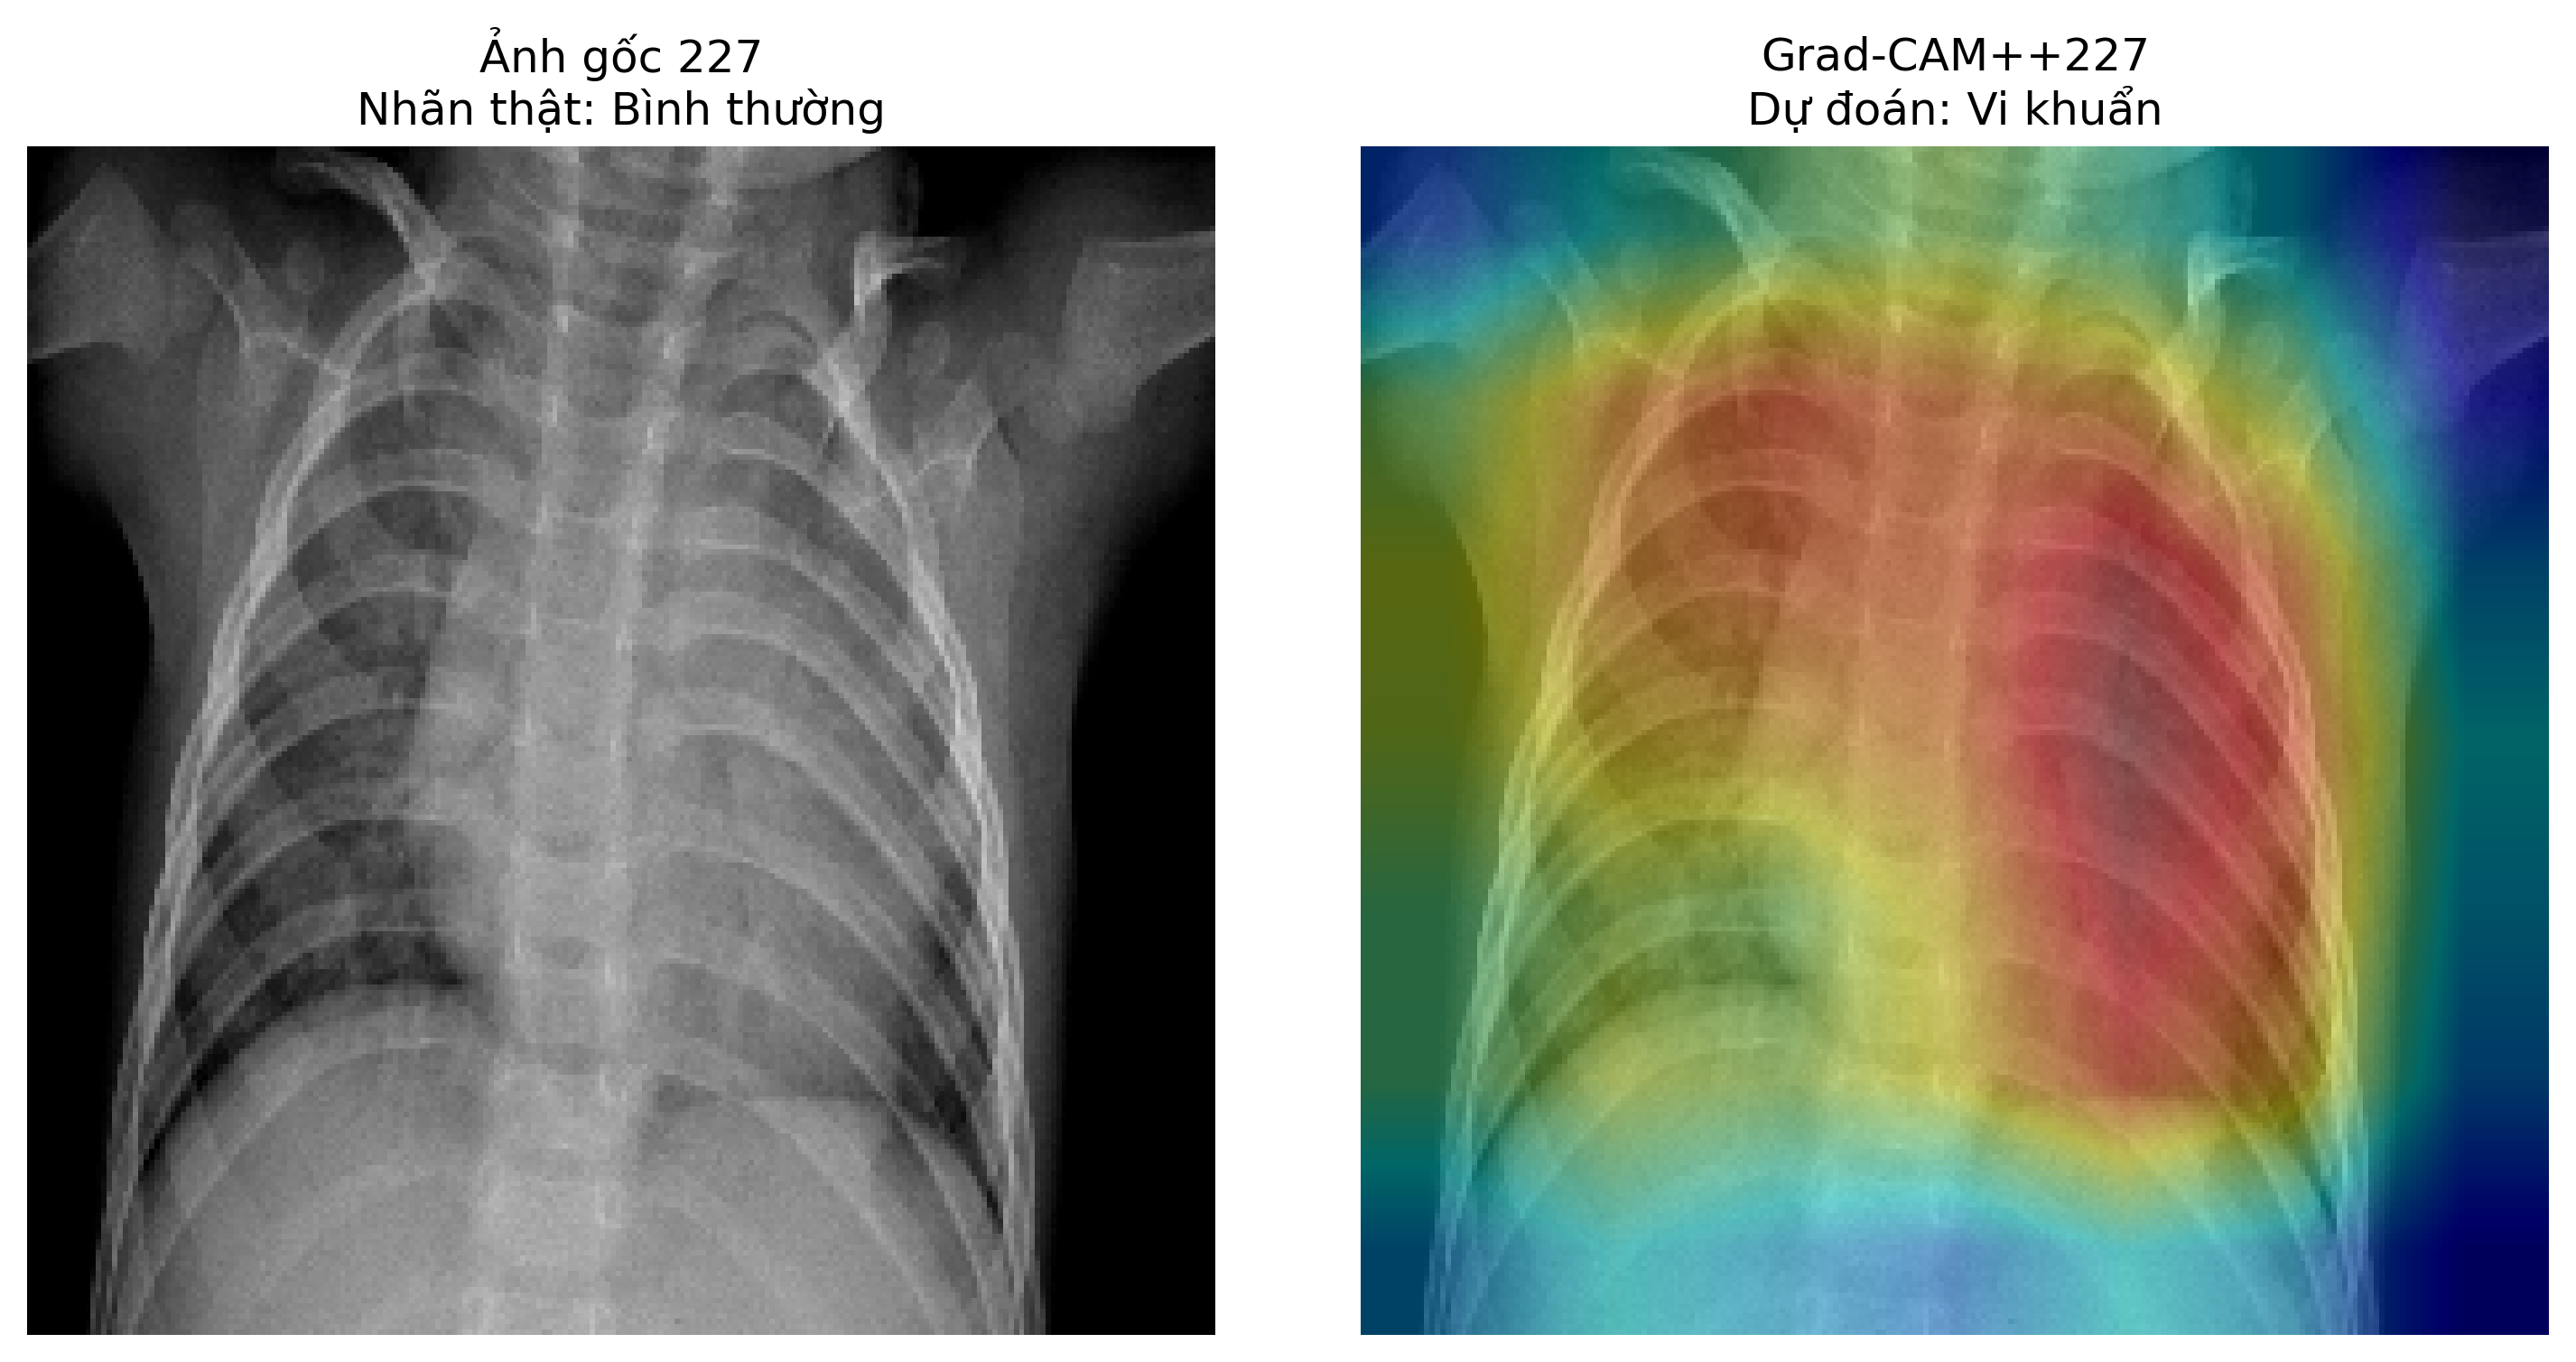 Ảnh gốc 227
Nhãn thật: Bình thường
Grad-CAM++227
Dự đoán: Vi khuẩn